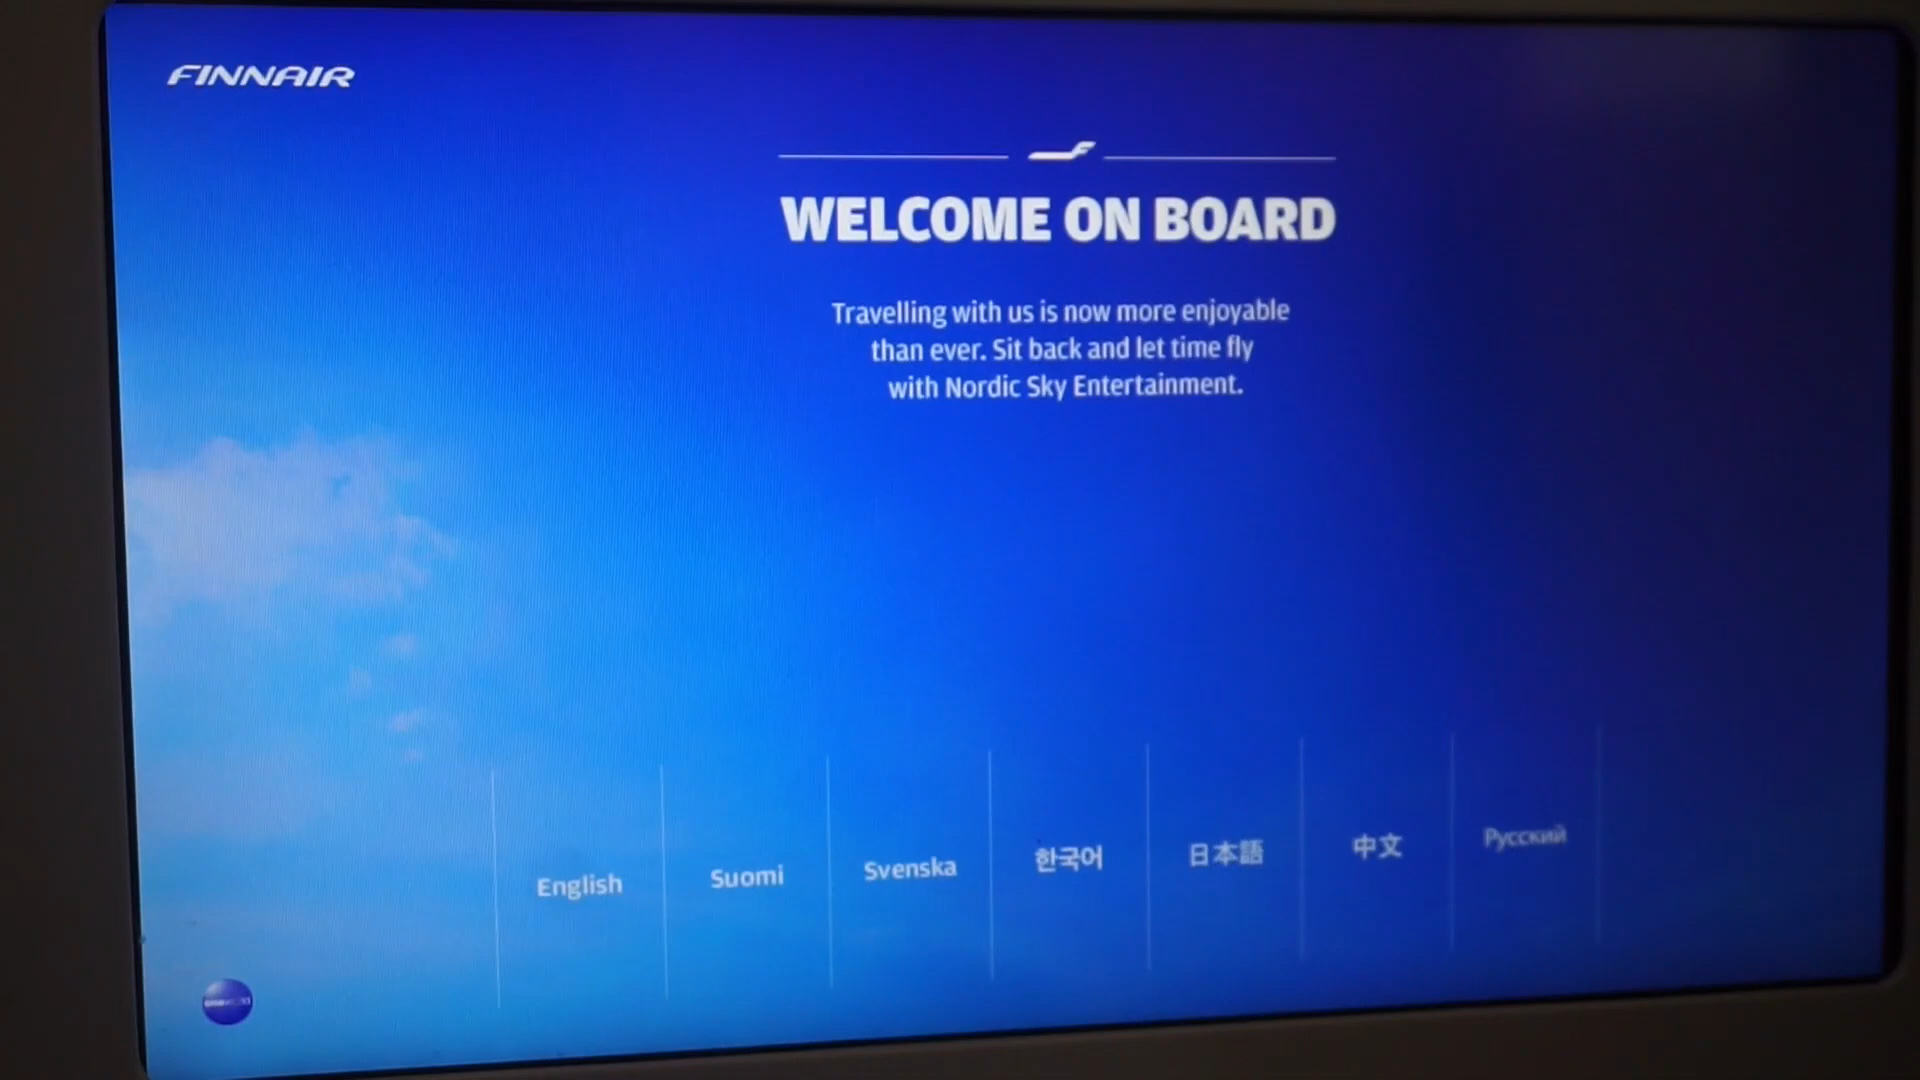 FINNAIR
WELCOME ON BOARD
Travelling with us is now more enjoyable
than ever. Sit back and let time fly
with Nordic Sky Entertainment.
English
Suomi
Svenska
한국어
日本語
中文
Русский